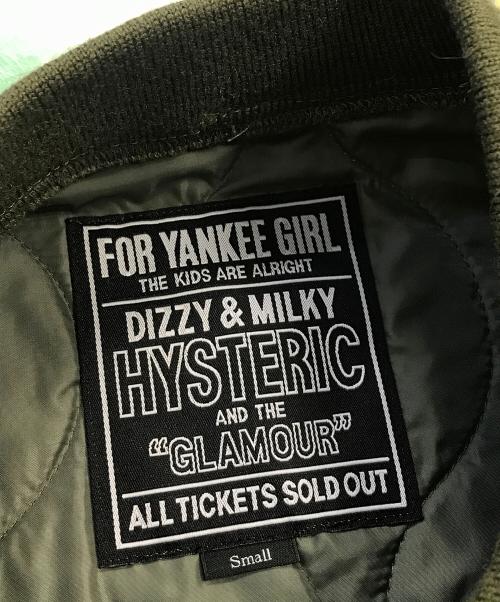 FOR YANKEE GIRL
THE KIDS ARE ALRIGHT
DIZZY & MILKY
HYSTERIC
AND THE
“GLAMOUR”
ALL TICKETS SOLD OUT
Small